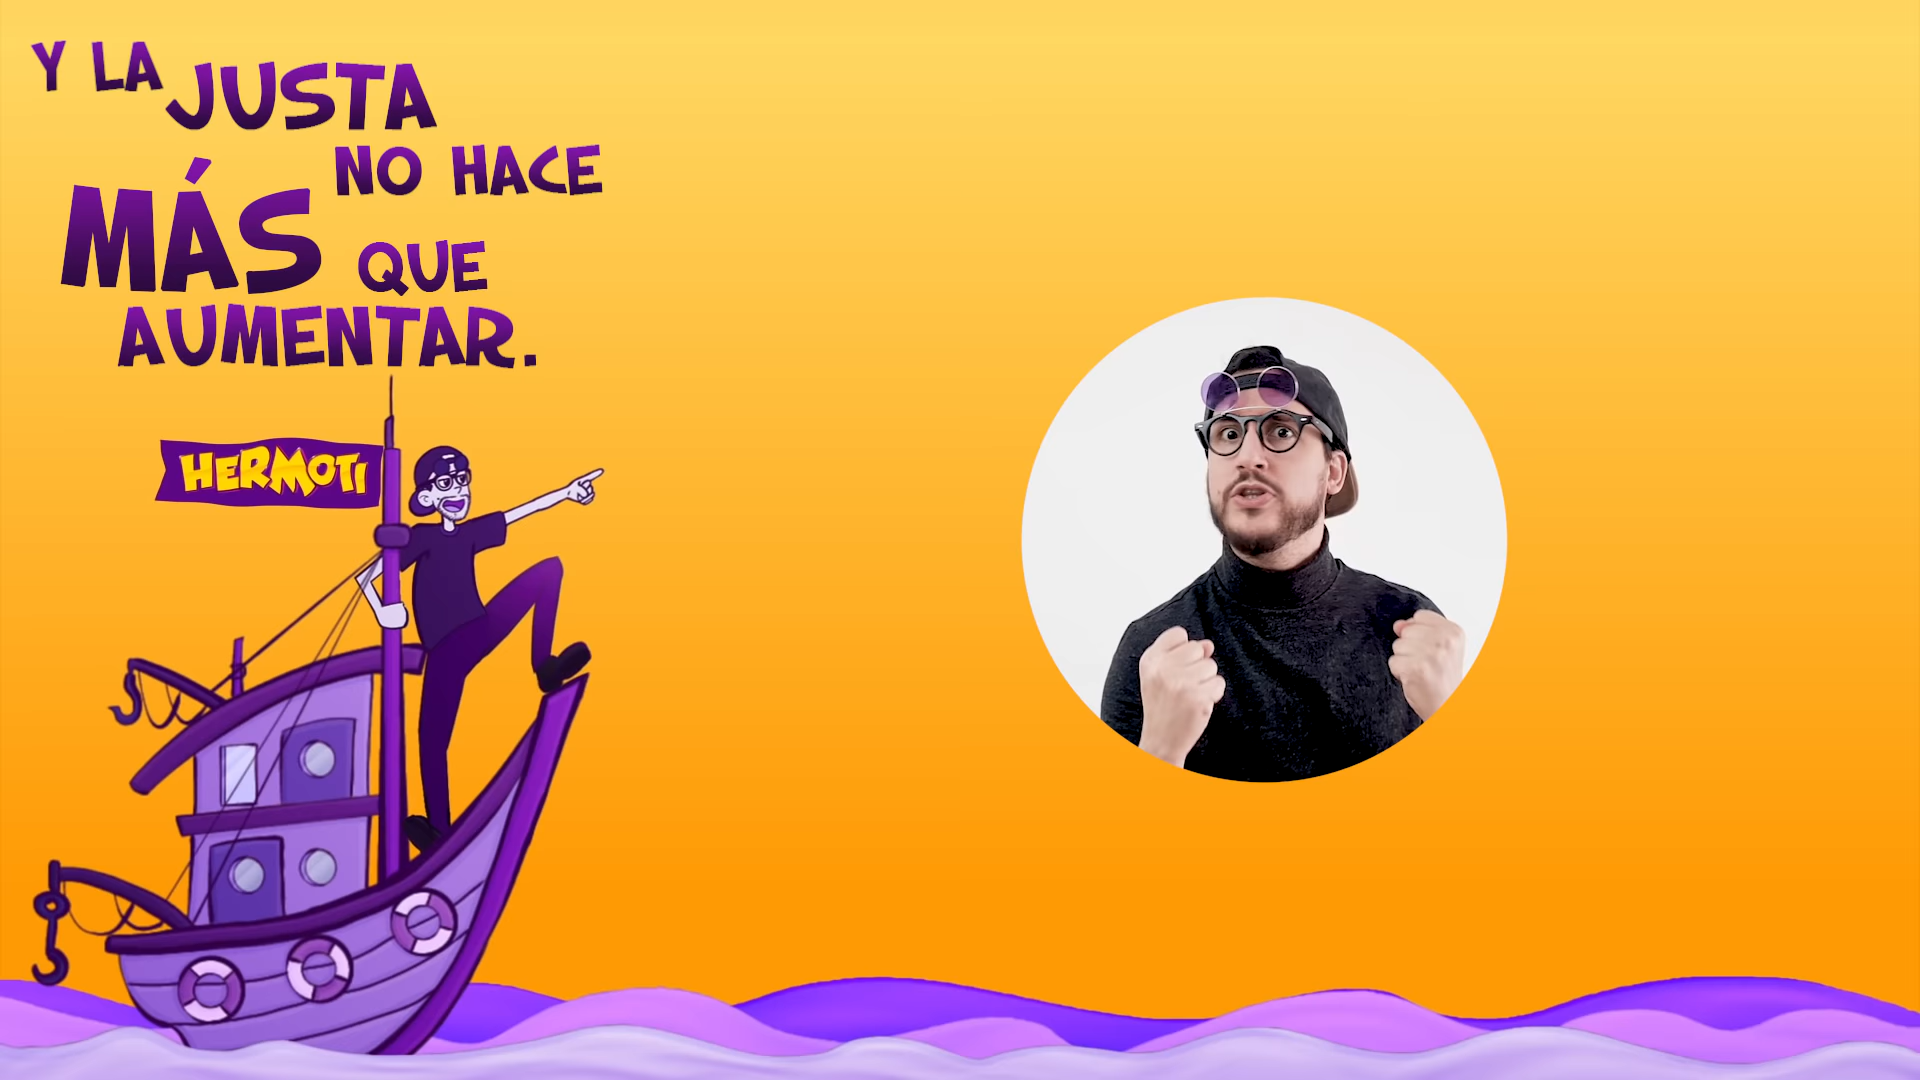 Y LA JUSTA
NO HACE
MÁS QUE
AUMENTAR.
HERMOTI